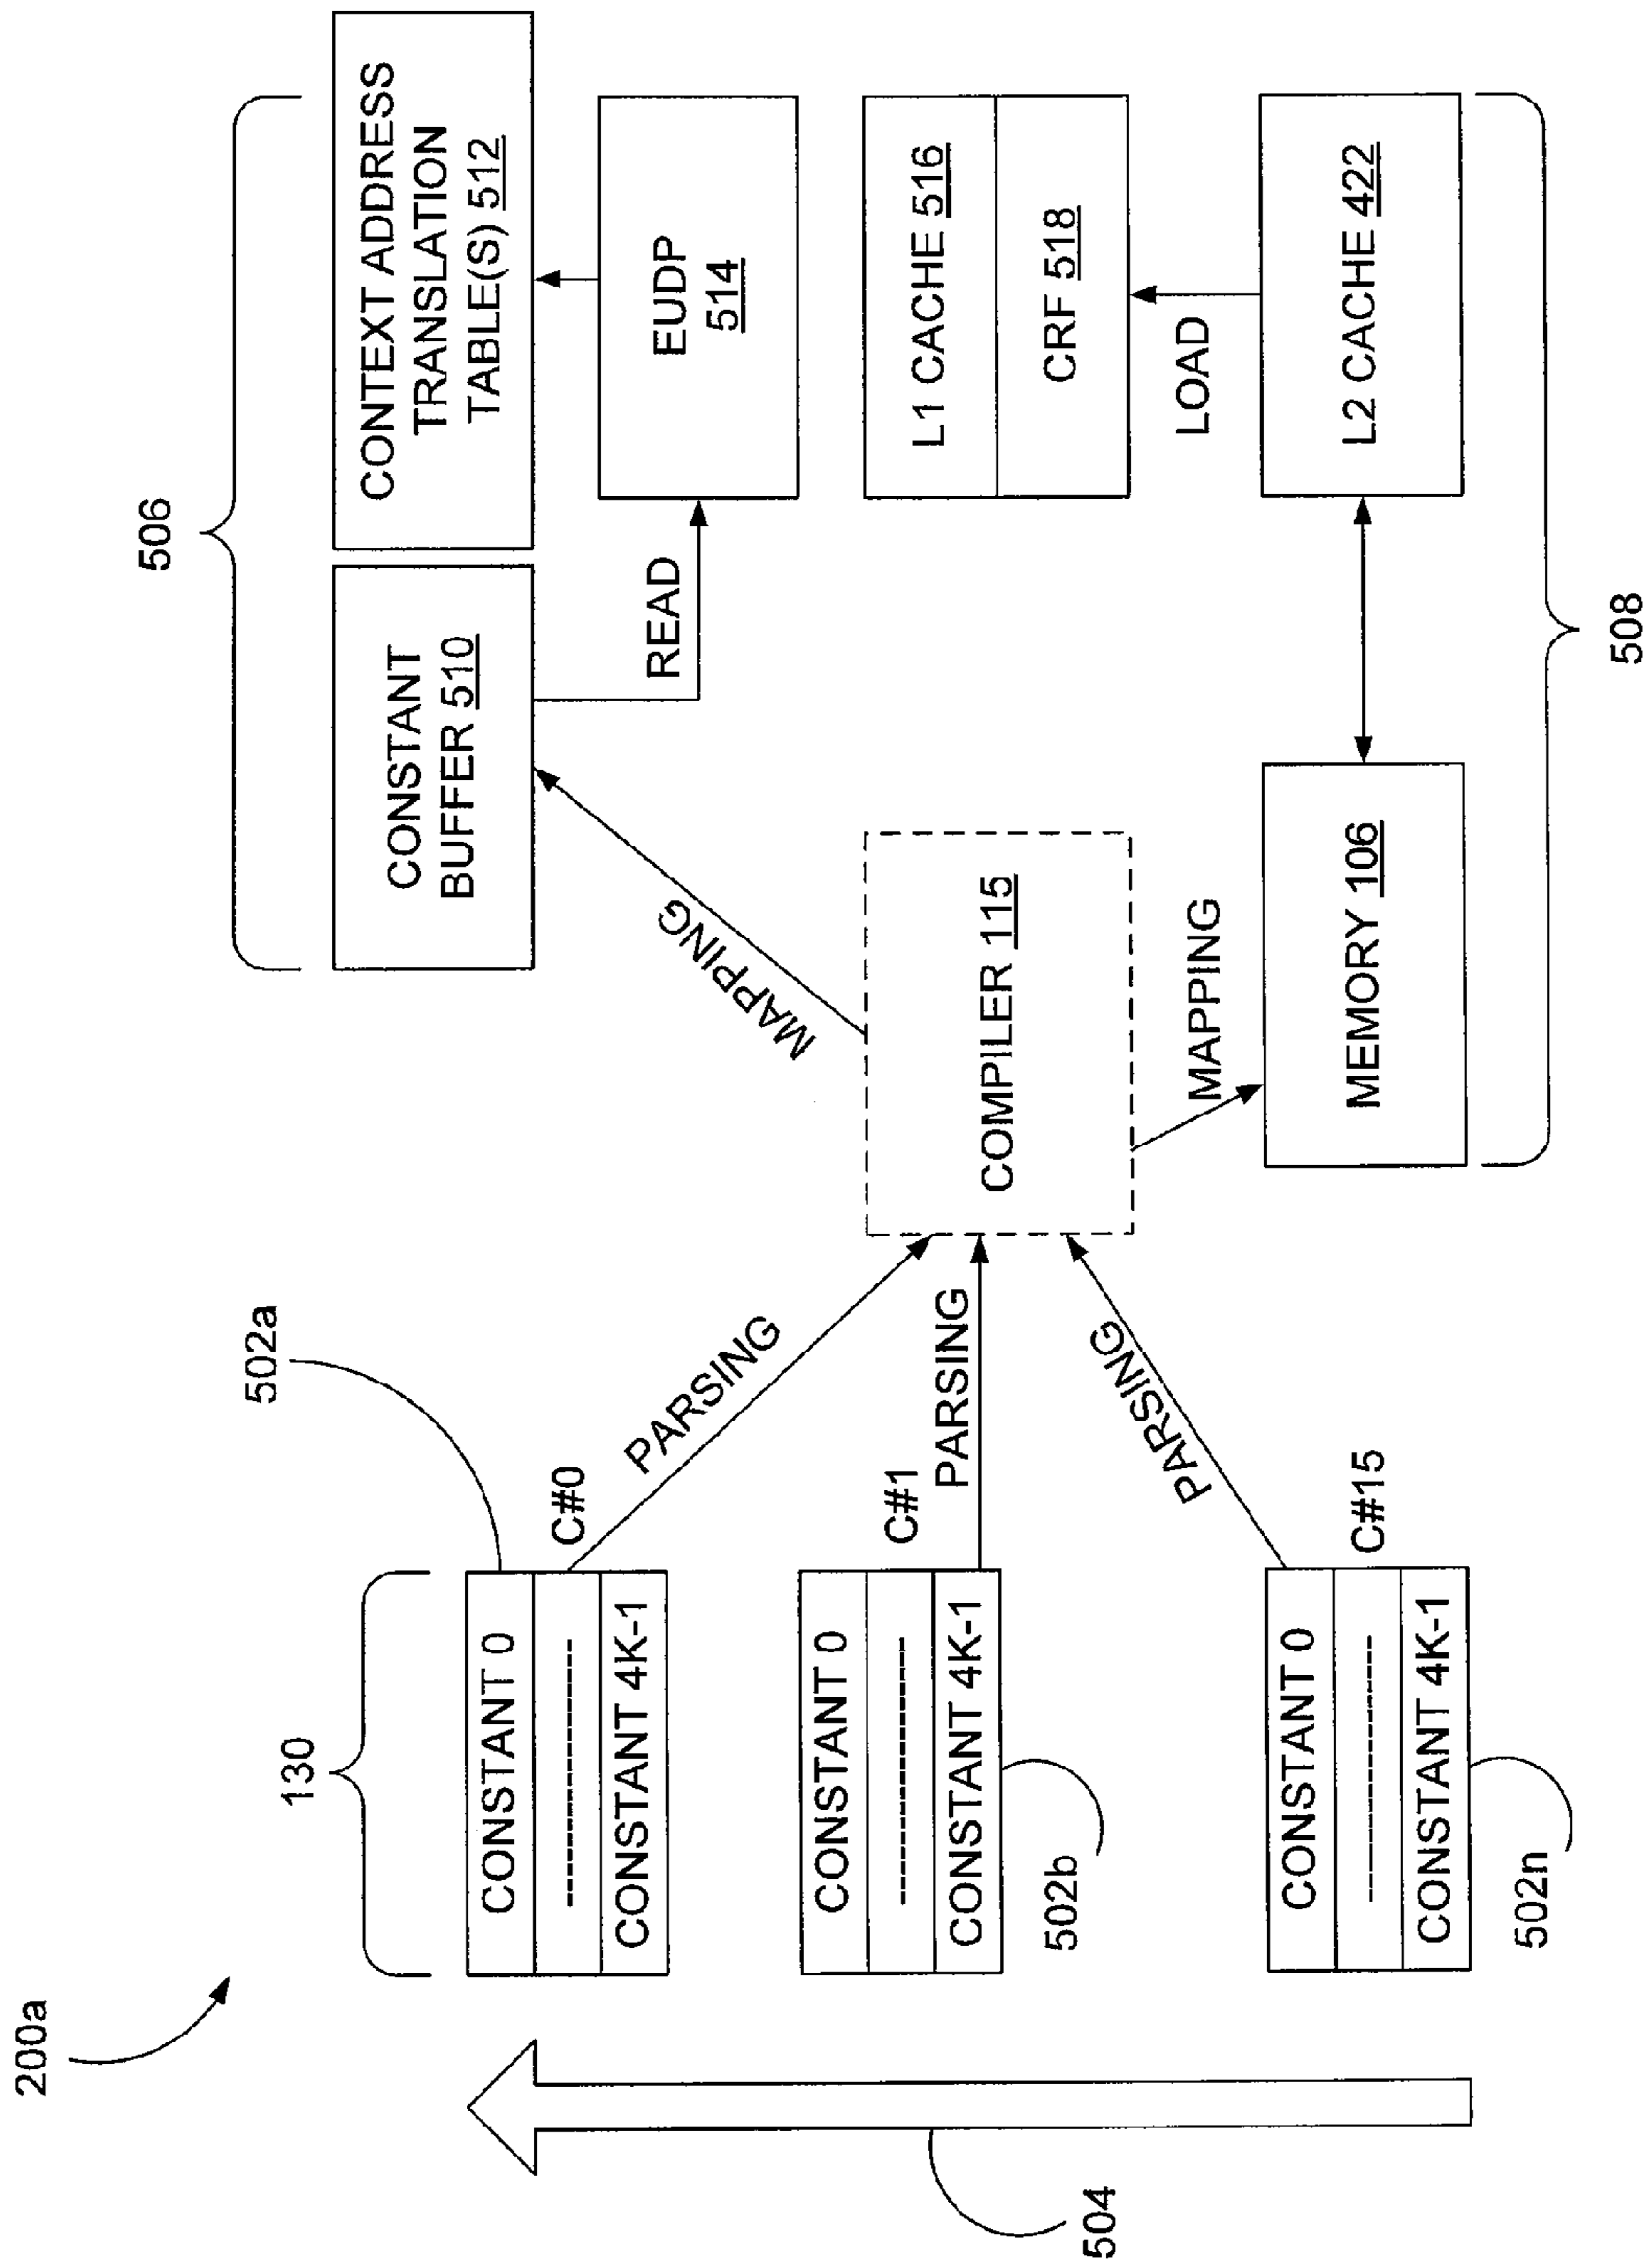 200a
504
130
CONSTANT 0
----------------
CONSTANT 4K-1
C#0
502a
PARSING
CONSTANT 0
----------------
CONSTANT 4K-1
C#1
502b
PARSING
CONSTANT 0
----------------
CONSTANT 4K-1
C#15
502n
PARSING
COMPILER 115
MAPPING
MAPPING
506
CONSTANT
BUFFER 510
READ
CONTEXT ADDRESS
TRANSLATION
TABLE(S) 512
EUDP
514
L1 CACHE 516
CRF 518
LOAD
MEMORY 106
L2 CACHE 422
508